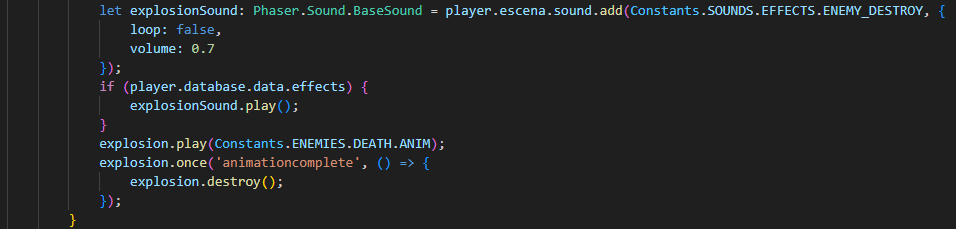 let explosionSound: Phaser.Sound.BaseSound = player.escena.sound.add(Constants.SOUNDS.EFFECTS.ENEMY_DESTROY, {
    loop: false,
    volume: 0.7
});
if (player.database.data.effects) {
    explosionSound.play();
}
explosion.play(Constants.ENEMIES.DEATH.ANIM);
explosion.once('animationcomplete', () => {
    explosion.destroy();
});
}